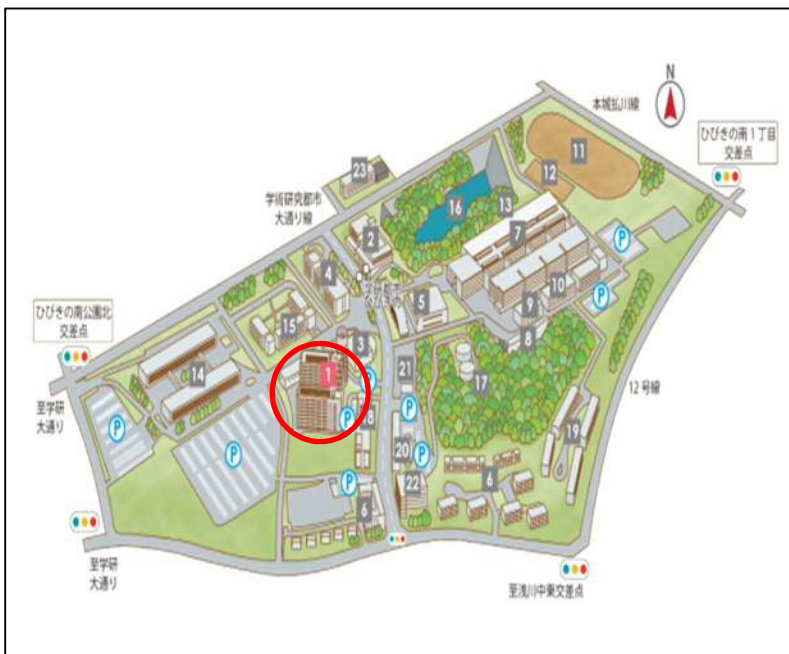 N
本城払川線
ひびきの南1丁目
交差点
11
12
23
学術研究都市
大通り線
16
13
2
7
P
4
10
P
5
9
ひびきの南公園北
交差点
15
3
8
1
P
21
17
12号線
14
至学研
大通り
P
P
P
18
P
20
P
19
P
22
6
6
至学研
大通り
至浅川中東交差点